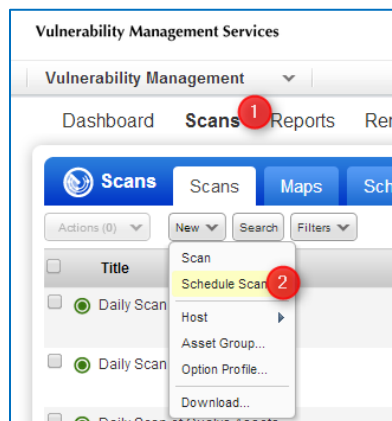 Vulnerability Management Services
Vulnerability Management
Dashboard Scans 1 Reports
Scans Scans Maps
Actions (0) New Search Filters
Title
Scan
Schedule Scan 2
Daily Scan
Host
Asset Group...
Daily Scan
Option Profile...
Download...